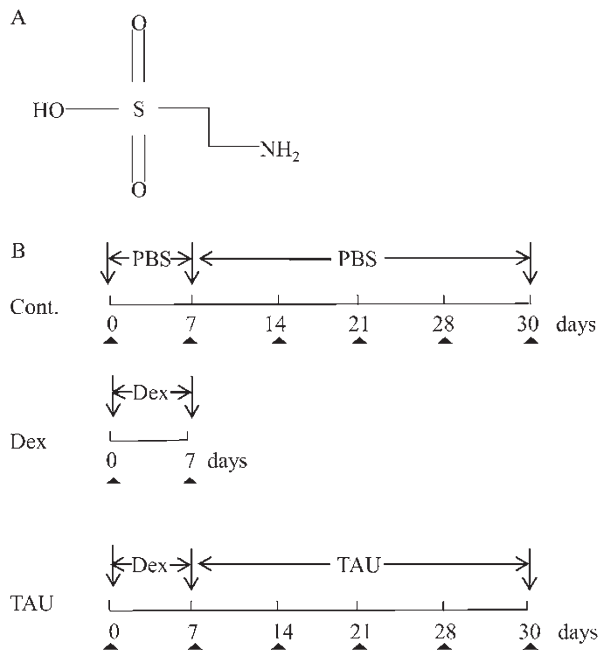 A
O
HO S
NH₂
O
B PBS PBS
Cont.
0 7 14 21 28 30 days
Dex
Dex
0 7 days
Dex TAU
TAU
0 7 14 21 28 30 days